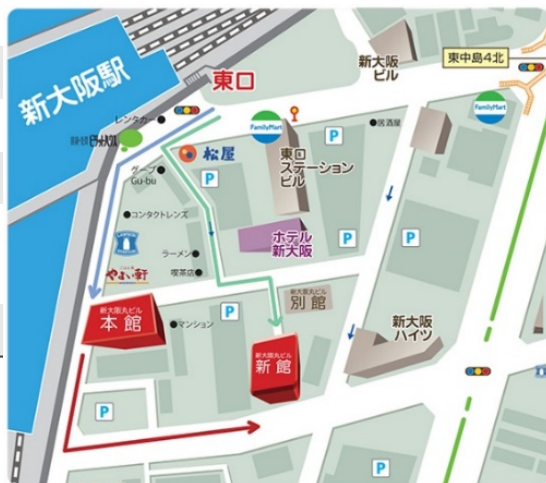 新大阪駅
東口
新大阪
ビル
東中島4北
レンタカー
FamilyMart
FamilyMart
居酒屋
P
松屋
東口
ステーション
ビル
グーブ
Gu-bu
P
コンタクトレンズ
ホテル
新大阪
P
P
LAWSON
やぶ軒
ラーメン
喫茶店
新大阪丸ビル
別館
新大阪丸ビル
本館
P
マンション
新大阪
ハイツ
新大阪丸ビル
新館
P
P